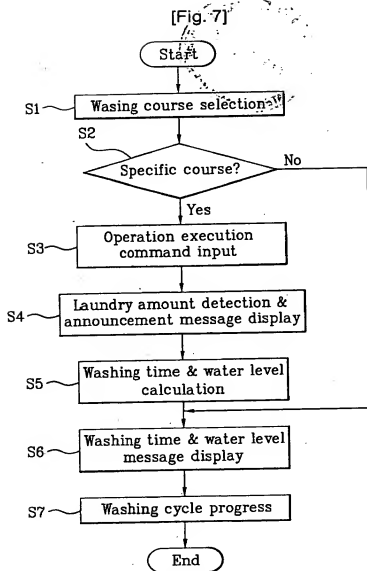 [Fig. 7]
Start
S1
Wasing course selection
S2
Specific course?
No
Yes
S3
Operation execution
command input
S4
Laundry amount detection &
announcement message display
S5
Washing time & water level
calculation
S6
Washing time & water level
message display
S7
Washing cycle progress
End